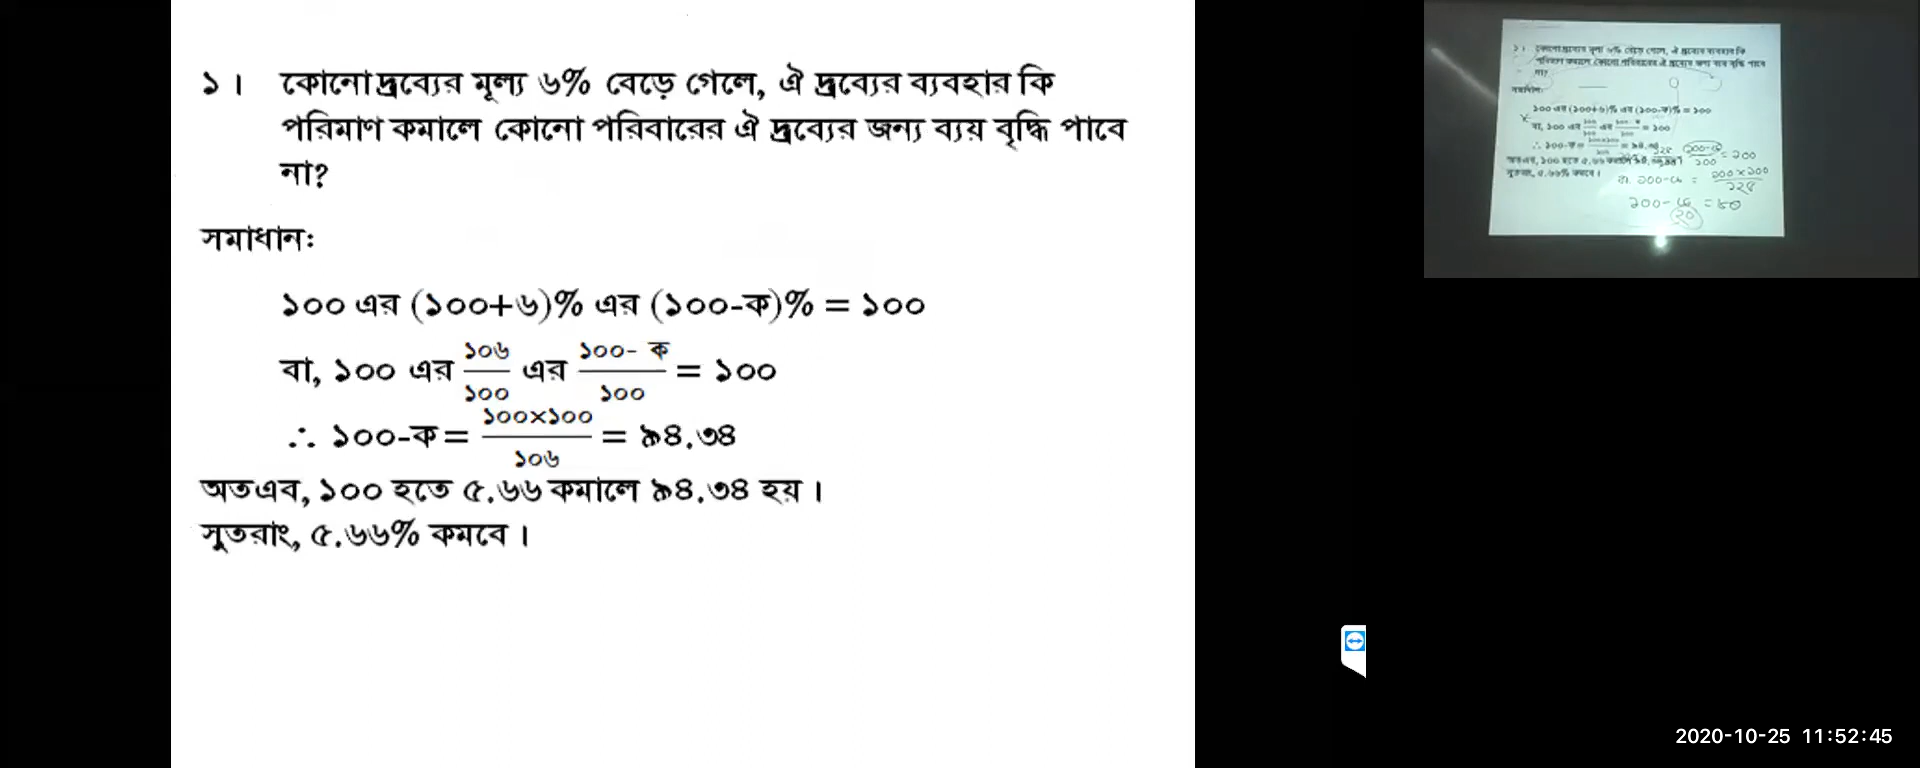 ১। কোনো দ্রব্যের মূল্য ৬% বেড়ে গেলে, ঐ দ্রব্যের ব্যবহার কি
পরিমাণ কমালে কোনো পরিবারের ঐ দ্রব্যের জন্য ব্যয় বৃদ্ধি পাবে
না?
সমাধানঃ
১০০ এর (১০০+৬)% এর (১০০-ক)% = ১০০
বা, ১০০ এর ১০৬/১০০ এর ১০০- ক/১০০ = ১০০
∴ ১০০-ক = ১০০×১০০/১০৬ = ৯৪.৩৪
অতএব, ১০০ হতে ৫.৬৬ কমালে ৯৪.৩৪ হয়।
সুতরাং, ৫.৬৬% কমবে।
2020-10-25 11:52:45